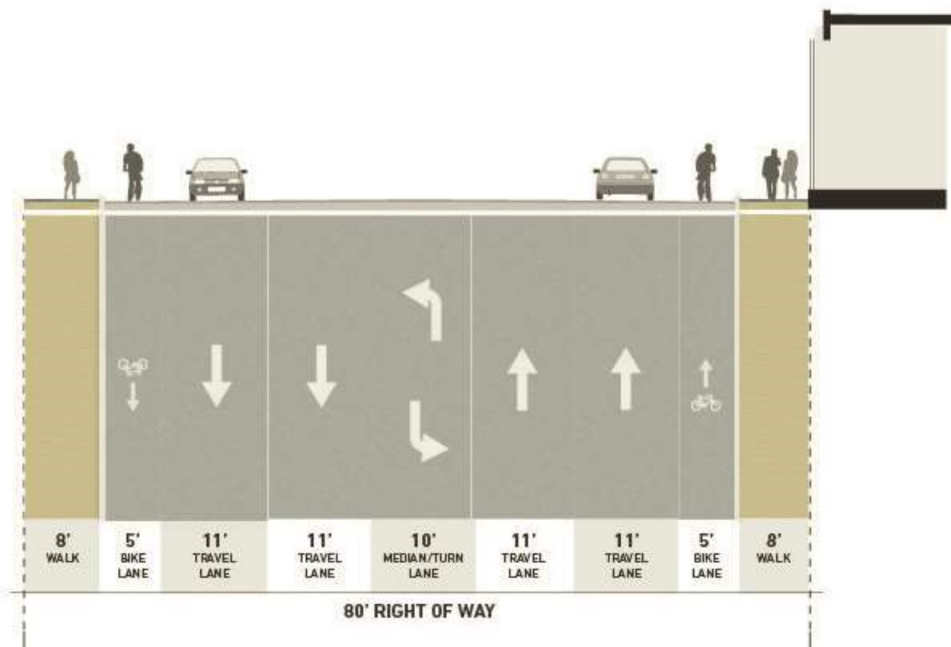 8' 5' 11' 11' 10' 11' 11' 5' 8'
WALK BIKE TRAVEL TRAVEL MEDIAN/TURN TRAVEL TRAVEL BIKE WALK
LANE LANE LANE LANE LANE LANE LANE
80' RIGHT OF WAY